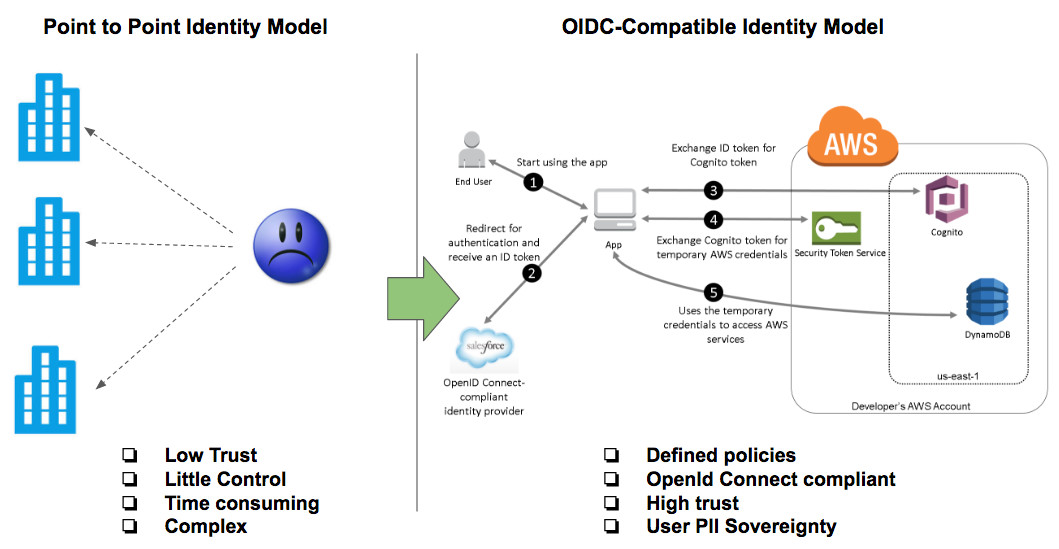 Point to Point Identity Model
Low Trust
Little Control
Time consuming
Complex
OIDC-Compatible Identity Model
End User
Start using the app
1
Redirect for
authentication and
receive an ID token
2
salesforce
OpenID Connect-
compliant
identity provider
App
Exchange ID token for
Cognito token
3
4
Exchange Cognito token for
temporary AWS credentials
5
Uses the temporary
credentials to access AWS
services
AWS
Cognito
Security Token Service
DynamoDB
us-east-1
Developer's AWS Account
Defined policies
OpenId Connect compliant
High trust
User PII Sovereignty